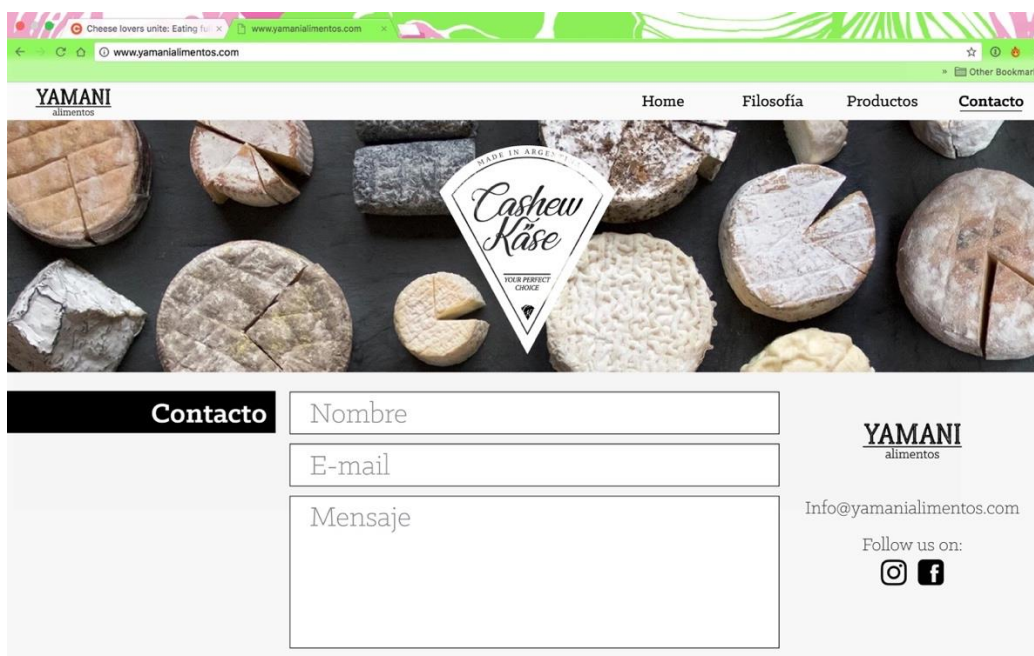 Cheese lovers unite: Eating fu
www.yamanialimentos.com
www.yamanialimentos.com
» Other Bookmar
YAMANI
alimentos
Home
Filosofía
Productos
Contacto
MADE IN
Cashew
Käse
YOUR PERFECT
CHOICE
Contacto
Nombre
E-mail
Mensaje
YAMANI
alimentos
Info@yamanialimentos.com
Follow us on: